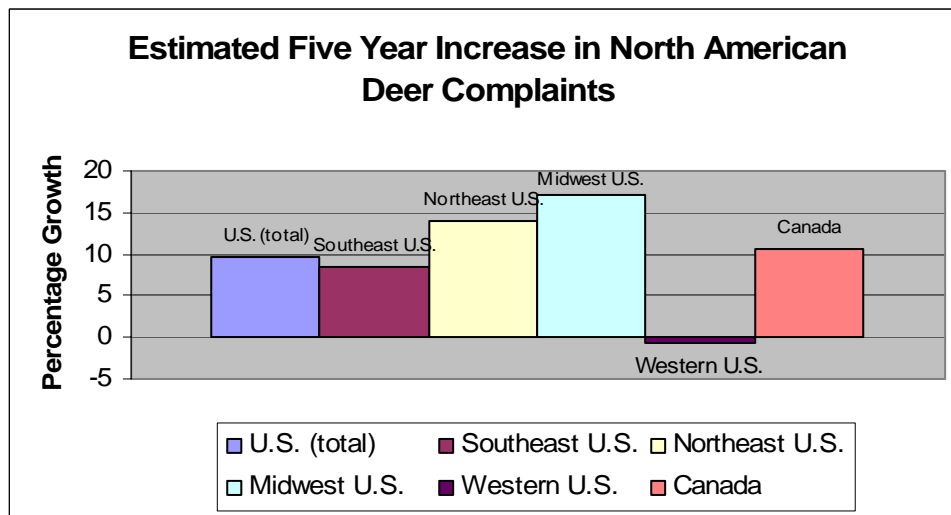 Estimated Five Year Increase in North American
Deer Complaints
Percentage Growth
20
15
10
5
0
-5
U.S. (total)
Southeast U.S.
Northeast U.S.
Midwest U.S.
Western U.S.
Canada
U.S. (total) Southeast U.S. Northeast U.S.
Midwest U.S. Western U.S. Canada